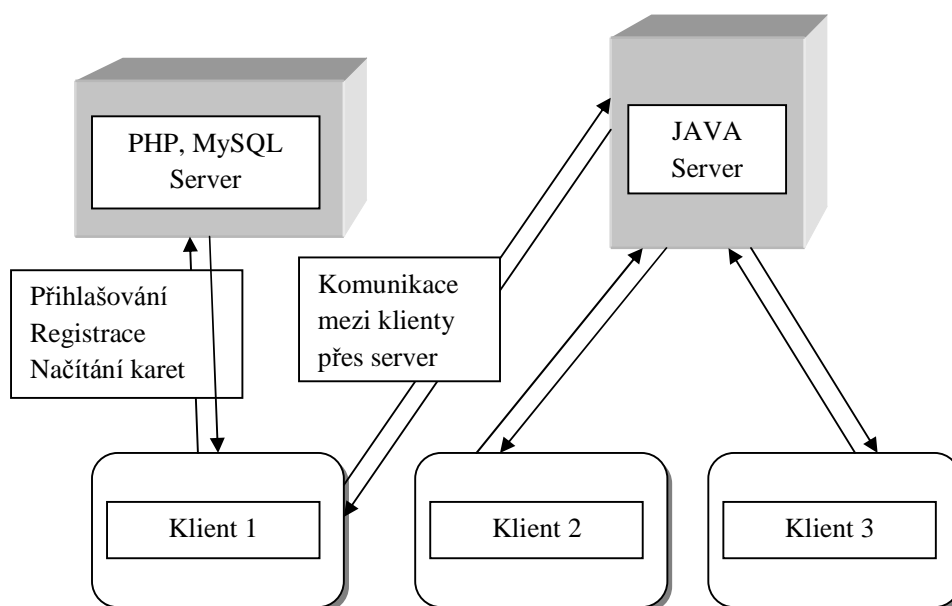 PHP, MySQL
Server
JAVA
Server
Přihlašování
Registrace
Načítání karet
Komunikace
mezi klienty
přes server
Klient 1
Klient 2
Klient 3